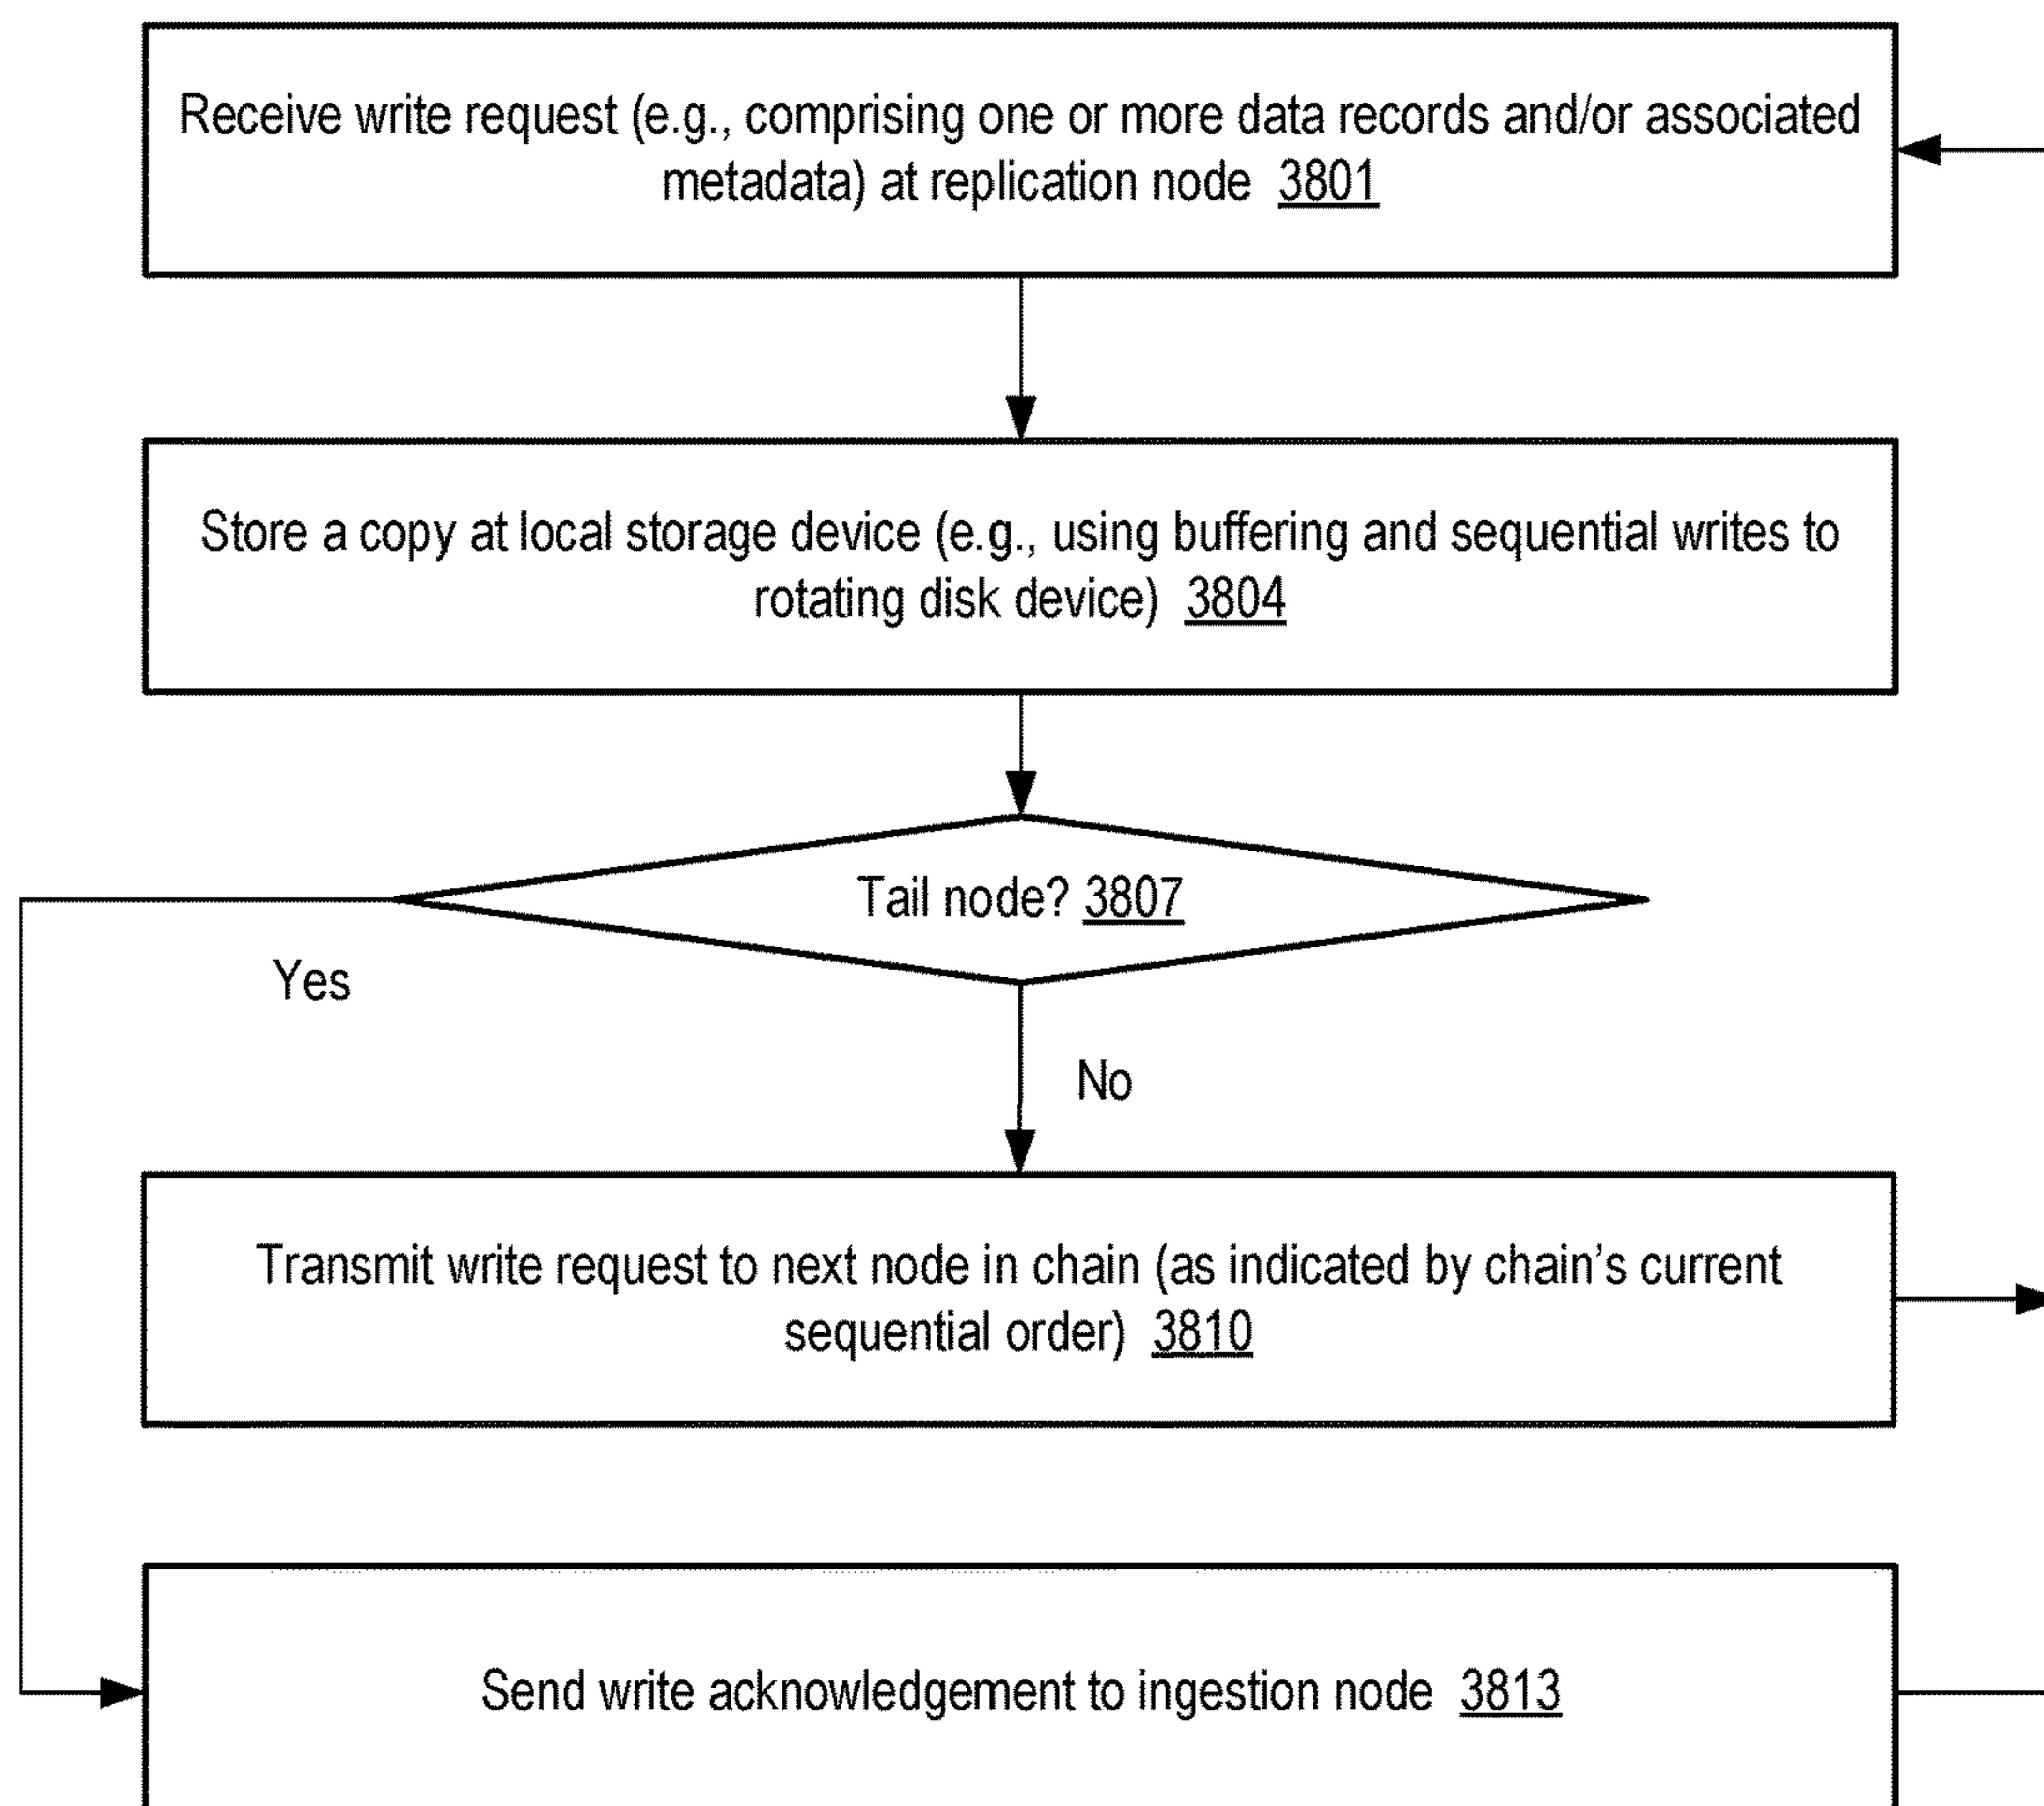 Receive write request (e.g., comprising one or more data records and/or associated
metadata) at replication node 3801
Store a copy at local storage device (e.g., using buffering and sequential writes to
rotating disk device) 3804
Tail node? 3807
Yes
No
Transmit write request to next node in chain (as indicated by chain’s current
sequential order) 3810
Send write acknowledgement to ingestion node 3813